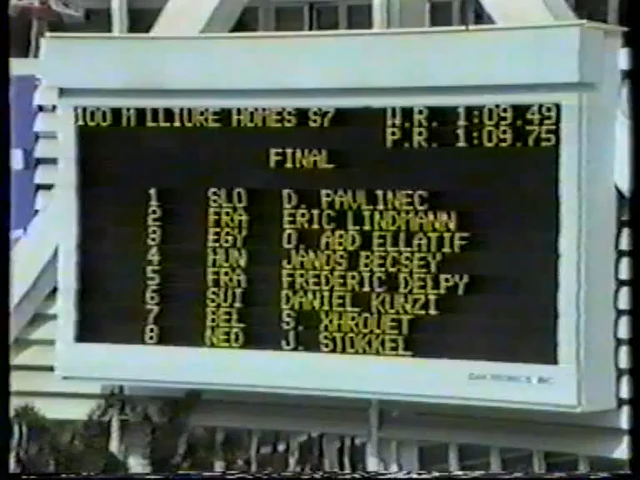 100 M LLIURE HOMES S7 W.R. 1:09.49
P.R. 1:09.75
FINAL
1 SLO D. PAVLINEC
2 FRA ERIC LINDMANN
3 EGY O. ABD ELLATIF
4 HUN JANOS BECSEY
5 FRA FREDERIC DELPY
6 SUI DANIEL KUNZI
7 BEL S. XHROUET
8 NED J. STOKKEL
DAKTRONICS, INC.